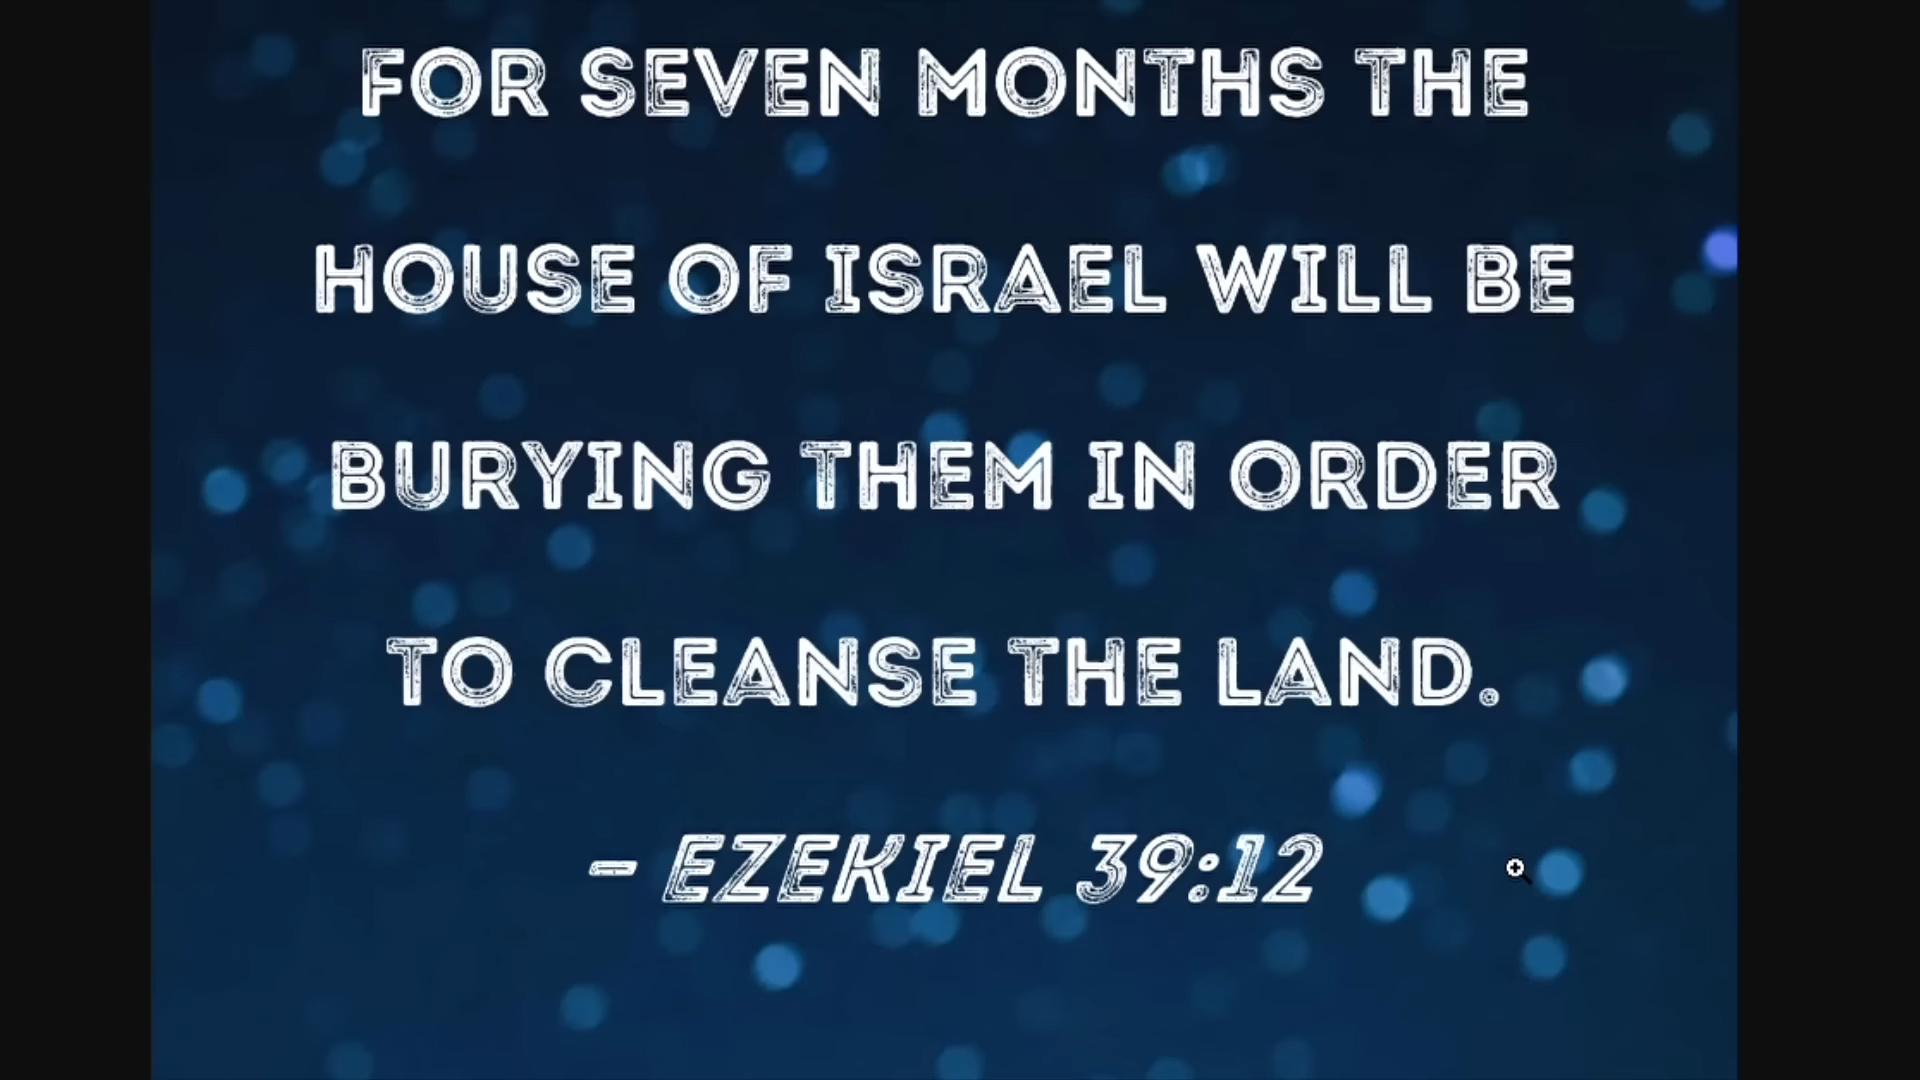 FOR SEVEN MONTHS THE
HOUSE OF ISRAEL WILL BE
BURYING THEM IN ORDER
TO CLEANSE THE LAND.
– EZEKIEL 39:12